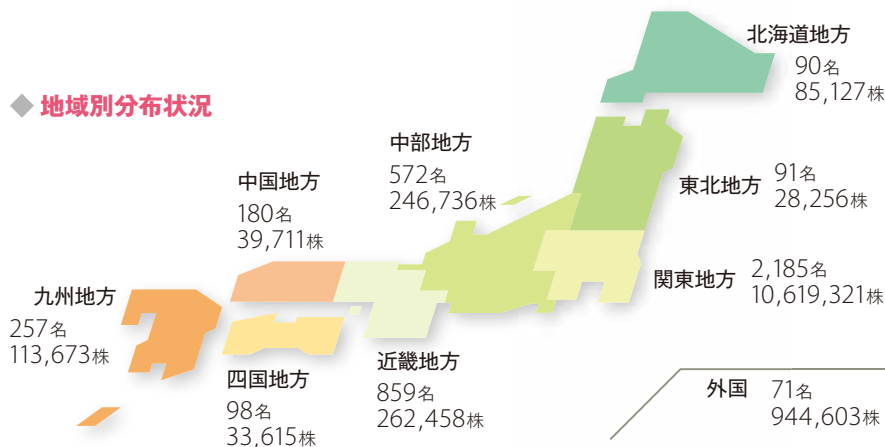 ◆ 地域別分布状況
北海道地方
90名
85,127株
東北地方
91名
28,256株
関東地方
2,185名
10,619,321株
中部地方
572名
246,736株
近畿地方
859名
262,458株
中国地方
180名
39,711株
四国地方
98名
33,615株
九州地方
257名
113,673株
外国
71名
944,603株